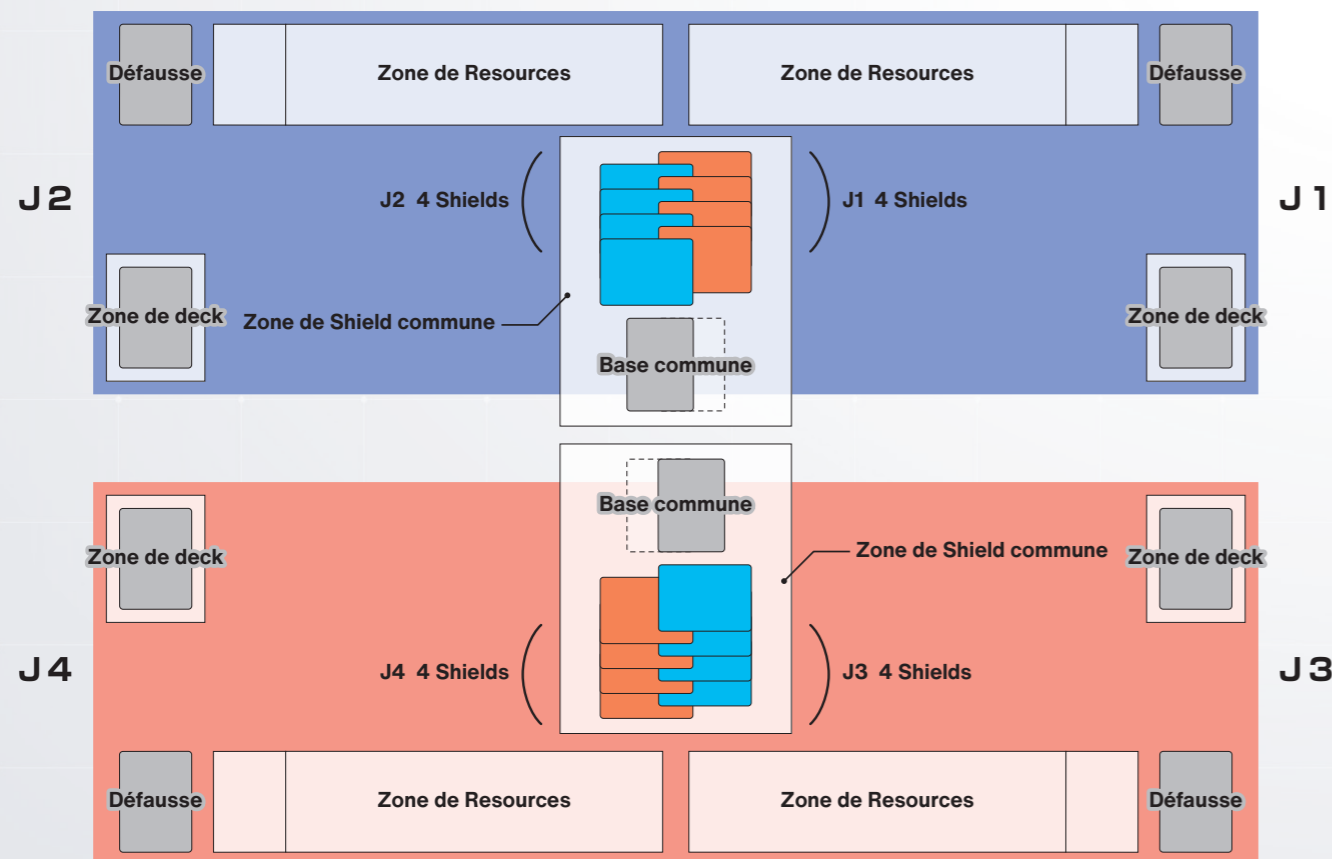 Défausse
Zone de Resources
Zone de Resources
Défausse
J2
J2 4 Shields
J1 4 Shields
J1
Zone de deck
Zone de Shield commune
Zone de deck
Base commune
Base commune
Zone de deck
Zone de Shield commune
Zone de deck
J4
J4 4 Shields
J3 4 Shields
J3
Défausse
Zone de Resources
Zone de Resources
Défausse